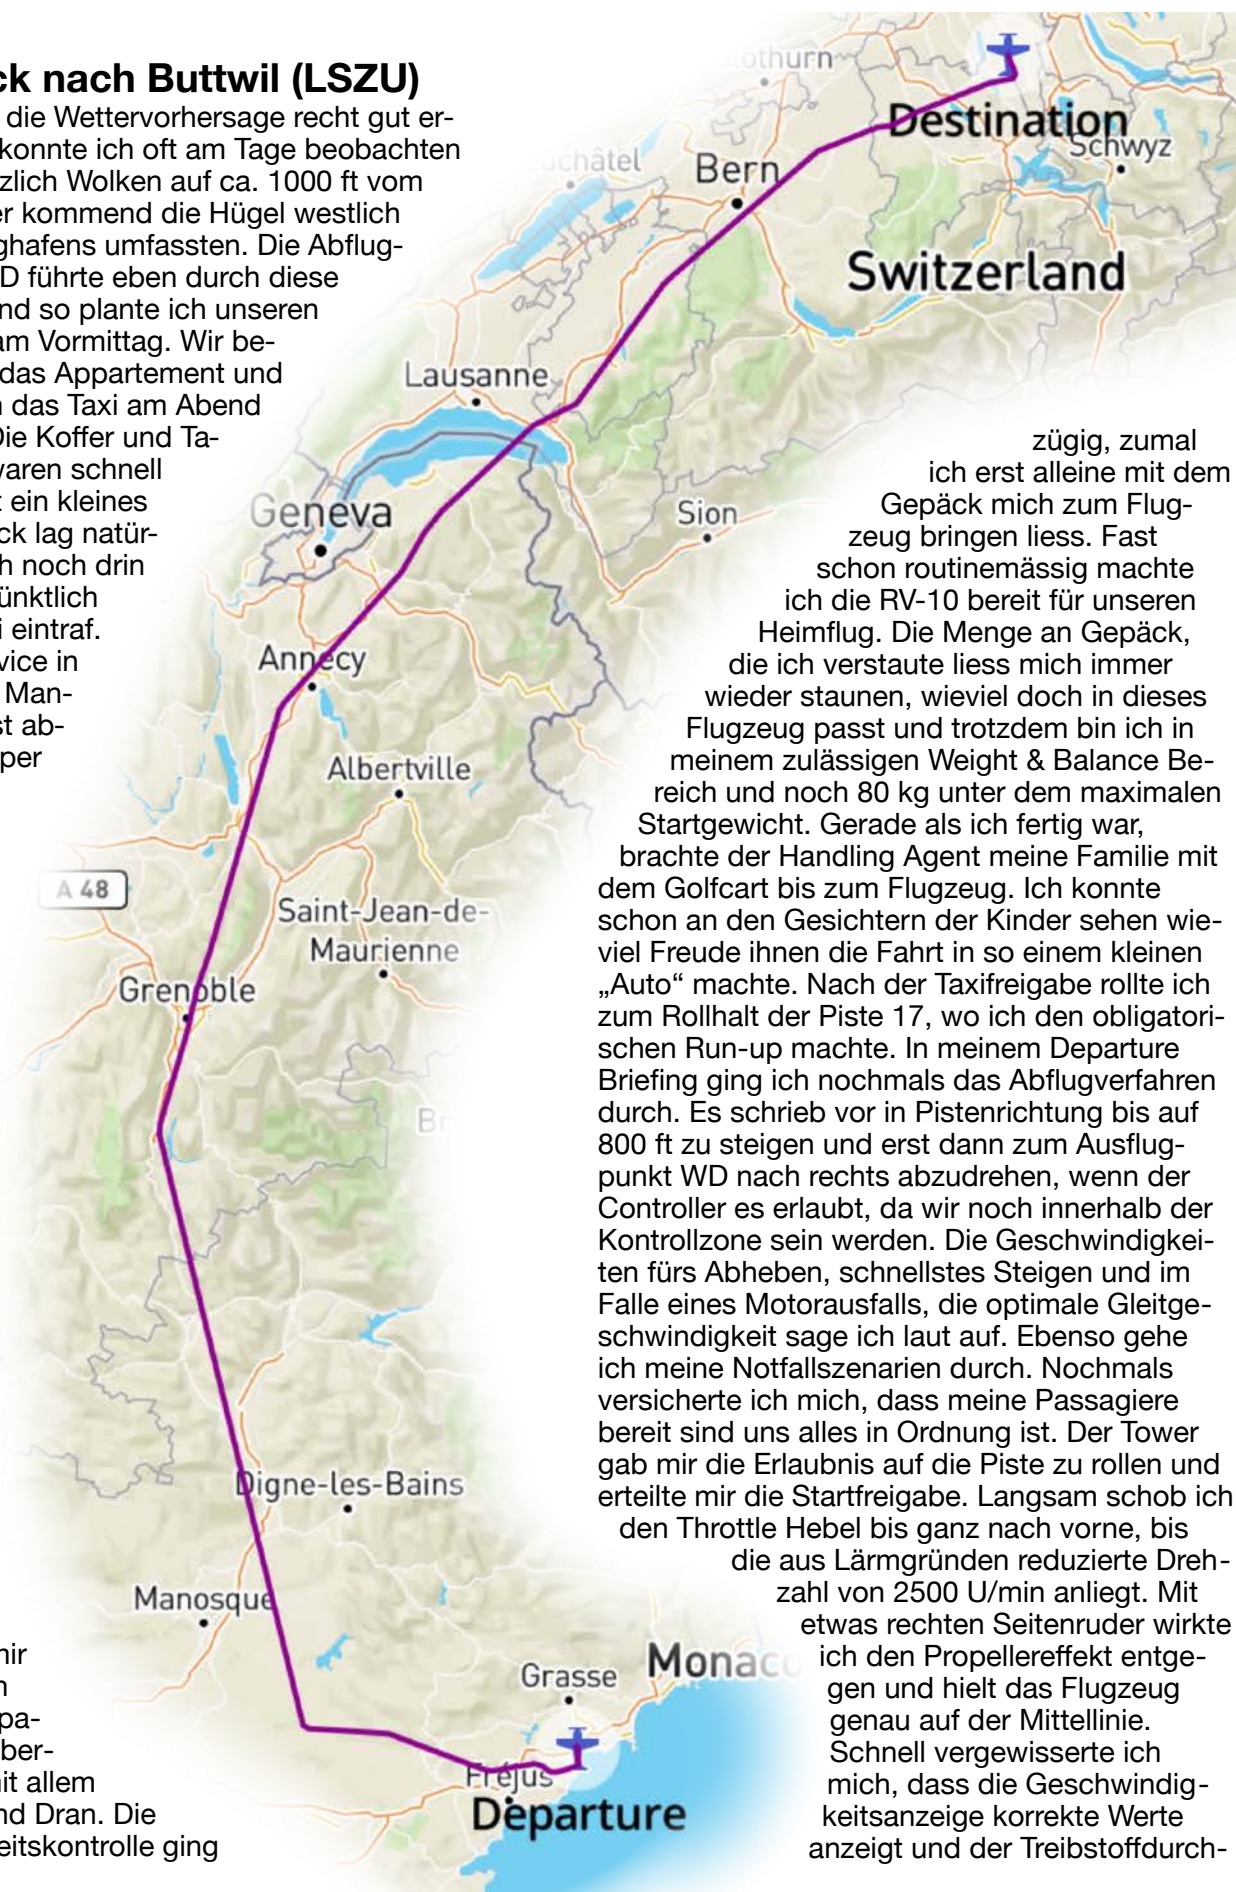 ck nach Buttwil (LSZU)
die Wettervorhersage recht gut er-
konnte ich oft am Tage beobachten
zlich Wolken auf ca. 1000 ft vom
er kommend die Hügel westlich
ghafens umfassten. Die Abflug-
D führte eben durch diese
nd so plante ich unseren
am Vormittag. Wir be-
das Appartement und
n das Taxi am Abend
Die Koffer und Ta-
waren schnell
t ein kleines
ck lag natür-
h noch drin
ünktlich
i eintraf.
vice in
Man-
st ab-
per
nir
n
pa-
ber-
it allem
nd Dran. Die
eitskontrolle ging
olothurn
Destination
Schwyz
uchâtel
Bern
Switzerland
Lausanne
Geneva
Sion
Annecy
Albertville
A 48
Saint-Jean-de-
Maurienne
Grenoble
Br
Digne-les-Bains
Manosque
Monaco
Grasse
Fréjus
Departure
zügig, zumal
ich erst alleine mit dem
Gepäck mich zum Flug-
zeug bringen liess. Fast
schon routinemässig machte
ich die RV-10 bereit für unseren
Heimflug. Die Menge an Gepäck,
die ich verstaute liess mich immer
wieder staunen, wieviel doch in dieses
Flugzeug passt und trotzdem bin ich in
meinem zulässigen Weight & Balance Be-
reich und noch 80 kg unter dem maximalen
Startgewicht. Gerade als ich fertig war,
brachte der Handling Agent meine Familie mit
dem Golfcart bis zum Flugzeug. Ich konnte
schon an den Gesichtern der Kinder sehen wie-
viel Freude ihnen die Fahrt in so einem kleinen
„Auto“ machte. Nach der Taxifreigabe rollte ich
zum Rollhalt der Piste 17, wo ich den obligatori-
schen Run-up machte. In meinem Departure
Briefing ging ich nochmals das Abflugverfahren
durch. Es schrieb vor in Pistenrichtung bis auf
800 ft zu steigen und erst dann zum Ausflug-
punkt WD nach rechts abzudrehen, wenn der
Controller es erlaubt, da wir noch innerhalb der
Kontrollzone sein werden. Die Geschwindigkei-
ten fürs Abheben, schnellstes Steigen und im
Falle eines Motorausfalls, die optimale Gleitge-
schwindigkeit sage ich laut auf. Ebenso gehe
ich meine Notfallszenarien durch. Nochmals
versicherte ich mich, dass meine Passagiere
bereit sind uns alles in Ordnung ist. Der Tower
gab mir die Erlaubnis auf die Piste zu rollen und
erteilte mir die Startfreigabe. Langsam schob ich
den Throttle Hebel bis ganz nach vorne, bis
die aus Lärmgründen reduzierte Dreh-
zahl von 2500 U/min anliegt. Mit
etwas rechten Seitenruder wirkte
ich den Propellereffekt entge-
gen und hielt das Flugzeug
genau auf der Mittellinie.
Schnell vergewisserte ich
mich, dass die Geschwindig-
keitsanzeige korrekte Werte
anzeigt und der Treibstoffdurch-